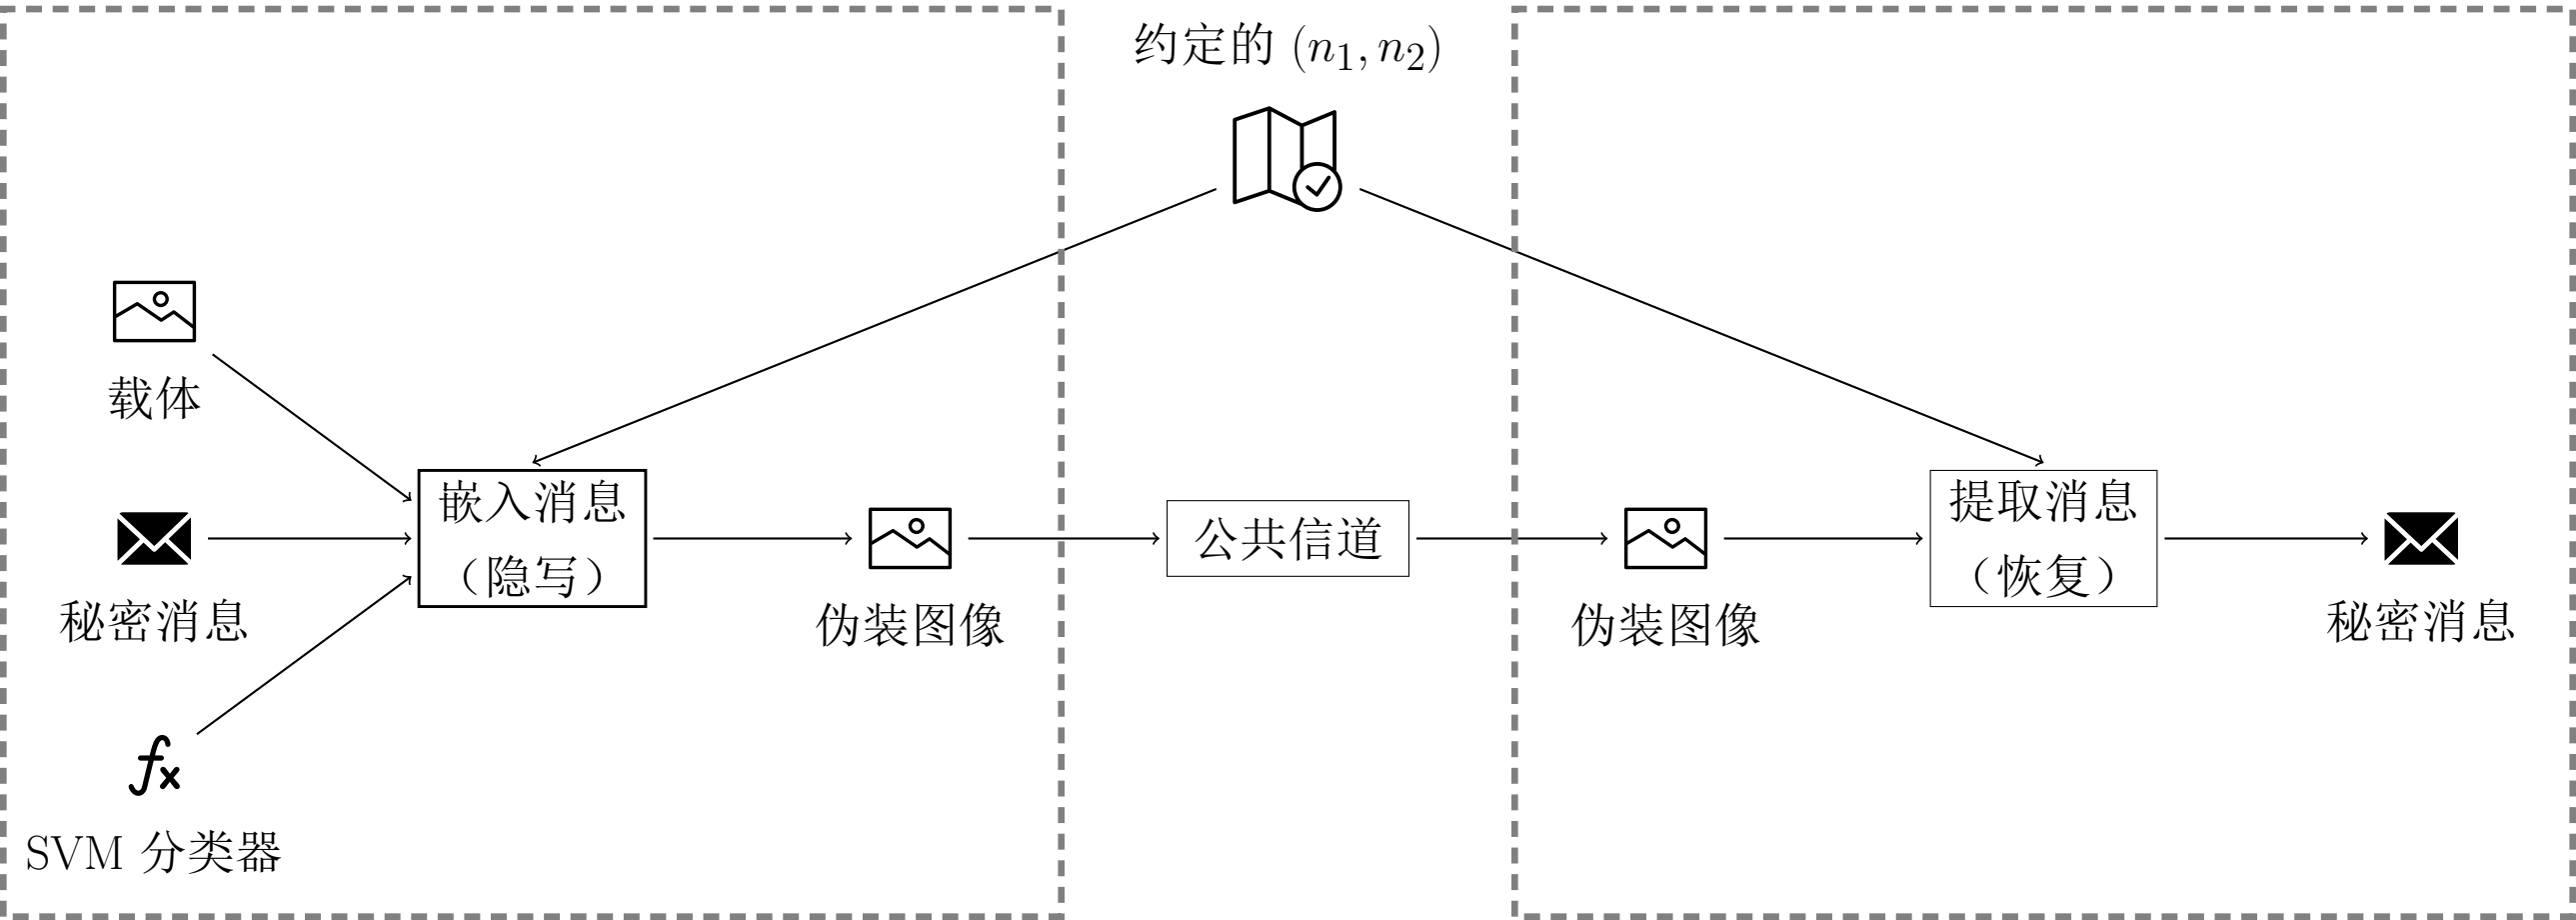 约定的 (n₁, n₂)
载体
嵌入消息
（隐写）
公共信道
提取消息
（恢复）
秘密消息
伪装图像
伪装图像
秘密消息
fx
SVM 分类器